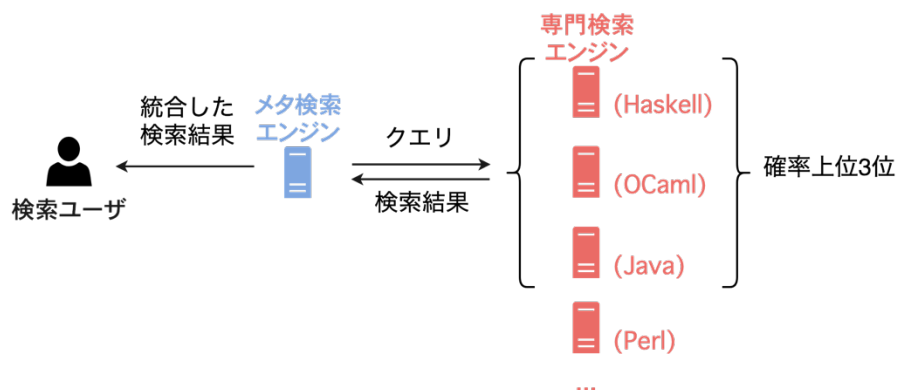 専門検索
エンジン
(Haskell)
統合した
検索結果
メタ検索
エンジン
クエリ
検索結果
(OCaml)
確率上位3位
検索ユーザ
(Java)
(Perl)
...